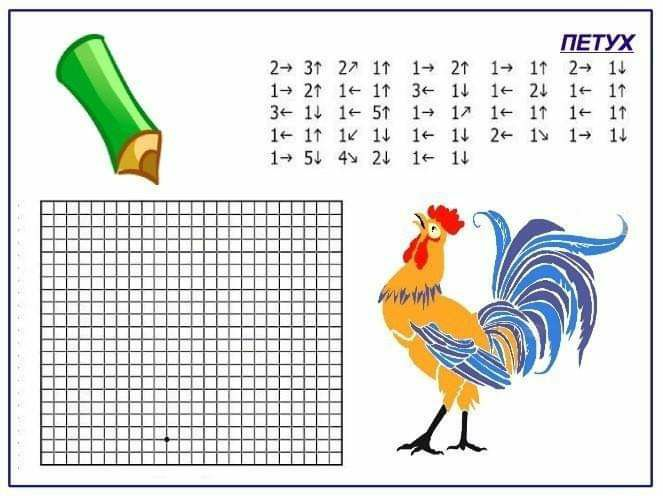 ПЕТУХ
2→ 3↑ 2↗ 1↑ 1→ 2↑ 1→ 1↑ 2→ 1↓
1→ 2↑ 1← 1↑ 3← 1↓ 1← 2↓ 1← 1↑
3← 1↓ 1← 5↑ 1→ 1↗ 1← 1↑ 1← 1↑
1← 1↑ 1↙ 1↓ 1← 1↓ 2← 1↘ 1→ 1↓
1→ 5↓ 4↘ 2↓ 1← 1↓